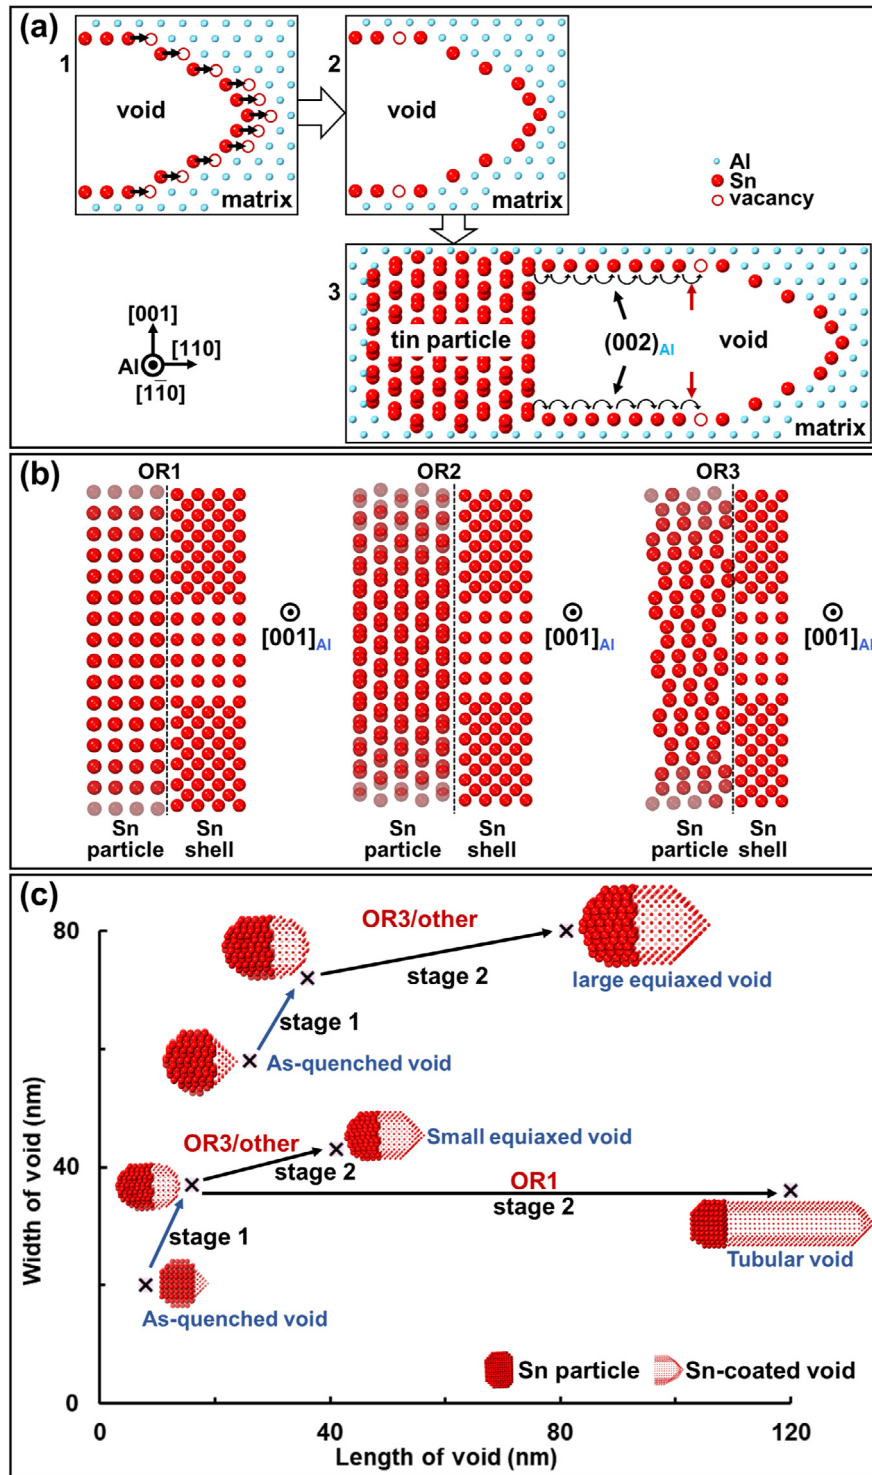 (a)
1
void
matrix
2
void
matrix
Al
Sn
vacancy
3
tin particle
(002)Al
void
matrix
[001]
[110]
Al
[11̅0]
(b)
OR1
OR2
OR3
[001]Al
[001]Al
[001]Al
Sn
particle
Sn
shell
Sn
particle
Sn
shell
Sn
particle
Sn
shell
(c)
80
OR3/other
stage 2
large equiaxed void
stage 1
As-quenched void
OR3/other
Small equiaxed void
stage 2
40
OR1
stage 2
stage 1
Tubular void
As-quenched void
Sn particle
Sn-coated void
Width of void (nm)
0
0
40
80
120
Length of void (nm)